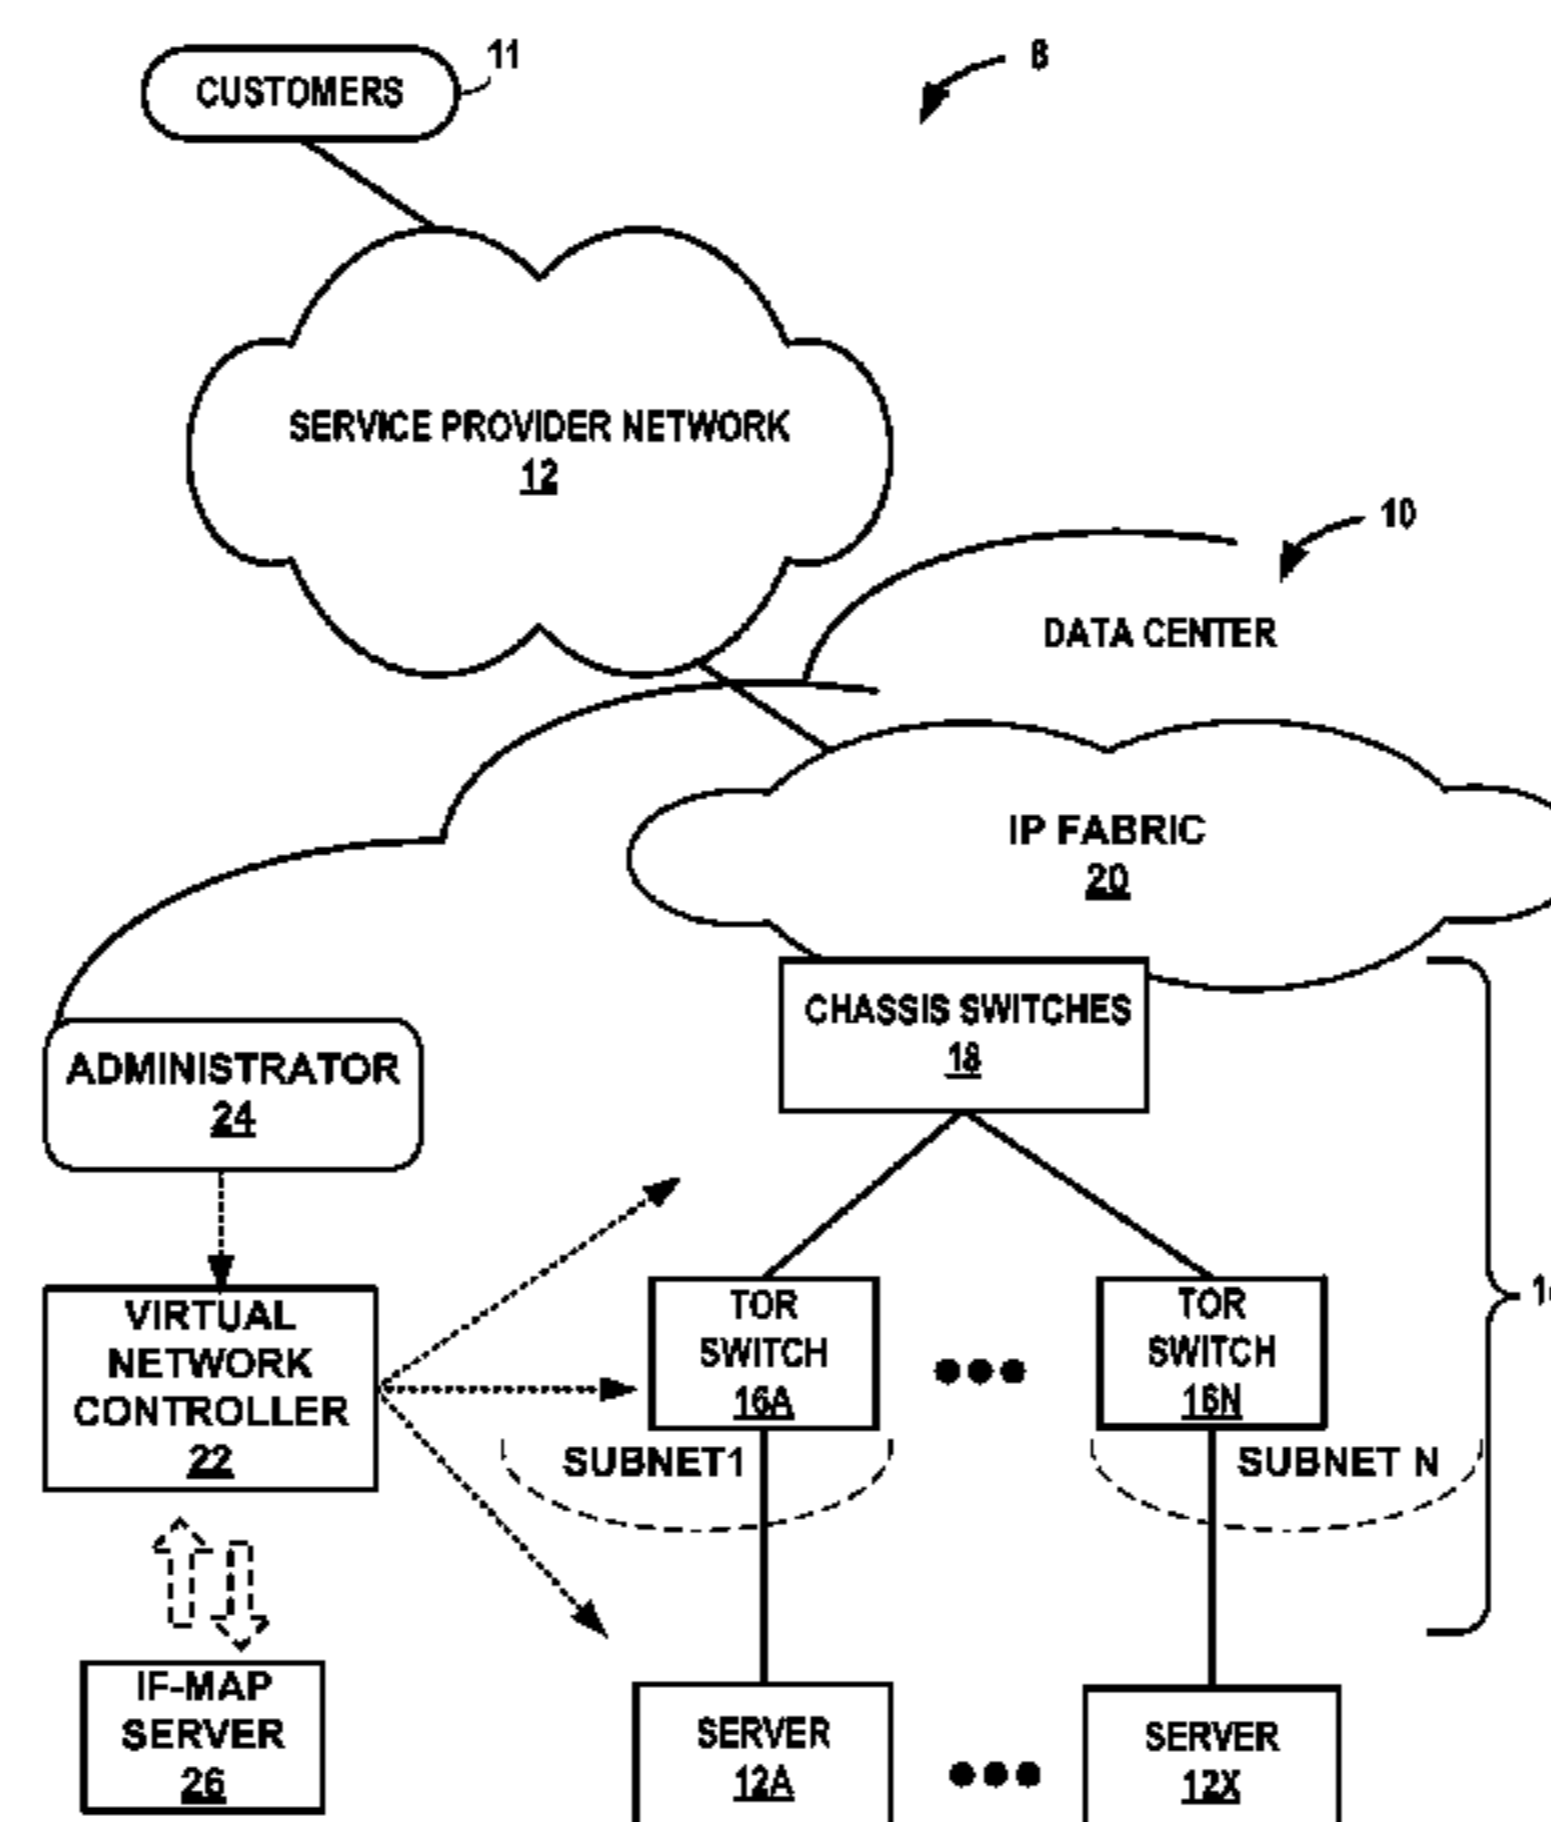 11
8
CUSTOMERS
SERVICE PROVIDER NETWORK
12
10
DATA CENTER
IP FABRIC
20
CHASSIS SWITCHES
18
ADMINISTRATOR
24
VIRTUAL
NETWORK
CONTROLLER
22
TOR
SWITCH
16A
TOR
SWITCH
16N
SUBNET1
SUBNET N
IF-MAP
SERVER
26
SERVER
12A
SERVER
12X